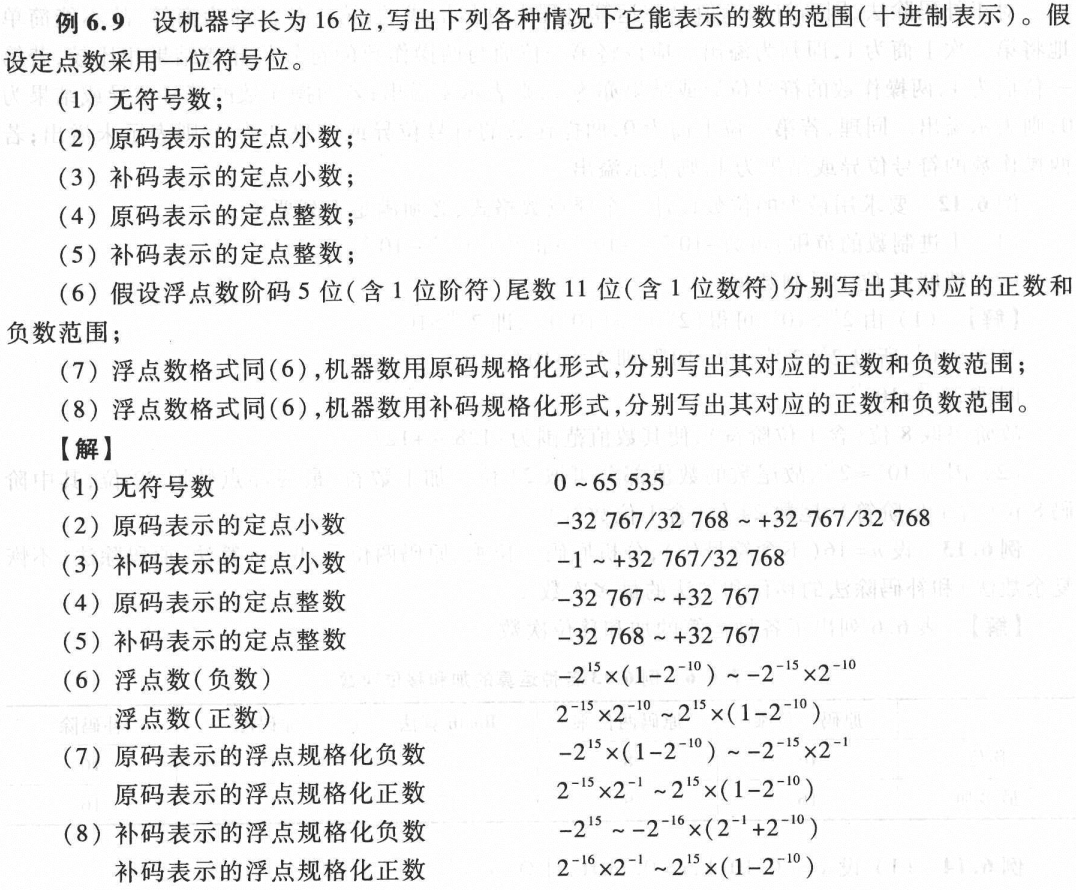 例 6.9 设机器字长为 16 位,写出下列各种情况下它能表示的数的范围(十进制表示)。假
设定点数采用一位符号位。
(1) 无符号数;
(2) 原码表示的定点小数;
(3) 补码表示的定点小数;
(4) 原码表示的定点整数;
(5) 补码表示的定点整数;
(6) 假设浮点数阶码 5 位(含 1 位阶符)尾数 11 位(含 1 位数符)分别写出其对应的正数和
负数范围;
(7) 浮点数格式同(6),机器数用原码规格化形式,分别写出其对应的正数和负数范围;
(8) 浮点数格式同(6),机器数用补码规格化形式,分别写出其对应的正数和负数范围。
【解】
(1) 无符号数 0 ~ 65 535
(2) 原码表示的定点小数 -32 767/32 768 ~ +32 767/32 768
(3) 补码表示的定点小数 -1 ~ +32 767/32 768
(4) 原码表示的定点整数 -32 767 ~ +32 767
(5) 补码表示的定点整数 -32 768 ~ +32 767
(6) 浮点数(负数) -2¹⁵×(1-2⁻¹⁰) ~ -2⁻¹⁵×2⁻¹⁰
浮点数(正数) 2⁻¹⁵×2⁻¹⁰ ~ 2¹⁵×(1-2⁻¹⁰)
(7) 原码表示的浮点规格化负数 -2¹⁵×(1-2⁻¹⁰) ~ -2⁻¹⁵×2⁻¹
原码表示的浮点规格化正数 2⁻¹⁵×2⁻¹ ~ 2¹⁵×(1-2⁻¹⁰)
(8) 补码表示的浮点规格化负数 -2¹⁵ ~ -2⁻¹⁶×(2⁻¹+2⁻¹⁰)
补码表示的浮点规格化正数 2⁻¹⁶×2⁻¹ ~ 2¹⁵×(1-2⁻¹⁰)